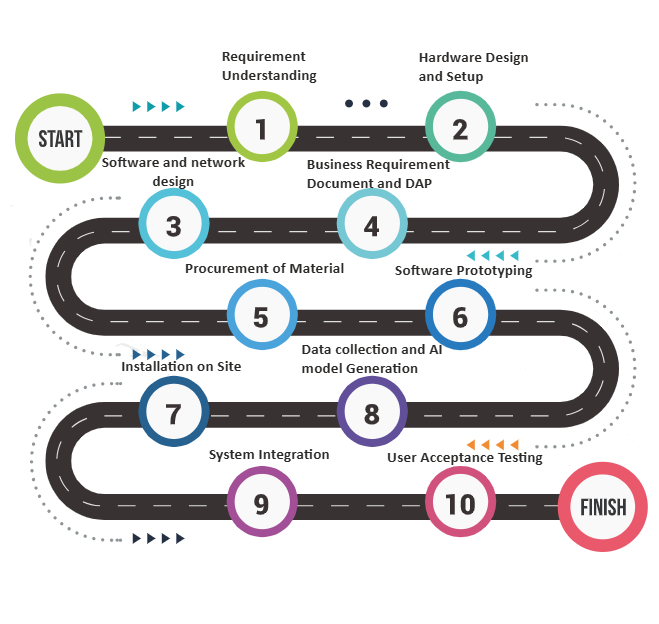 Requirement
Understanding
Hardware Design
and Setup
START
1
2
Software and network
design
Business Requirement
Document and DAP
3
4
Procurement of Material
Software Prototyping
5
6
Installation on Site
Data collection and AI
model Generation
7
8
System Integration
User Acceptance Testing
9
10
FINISH